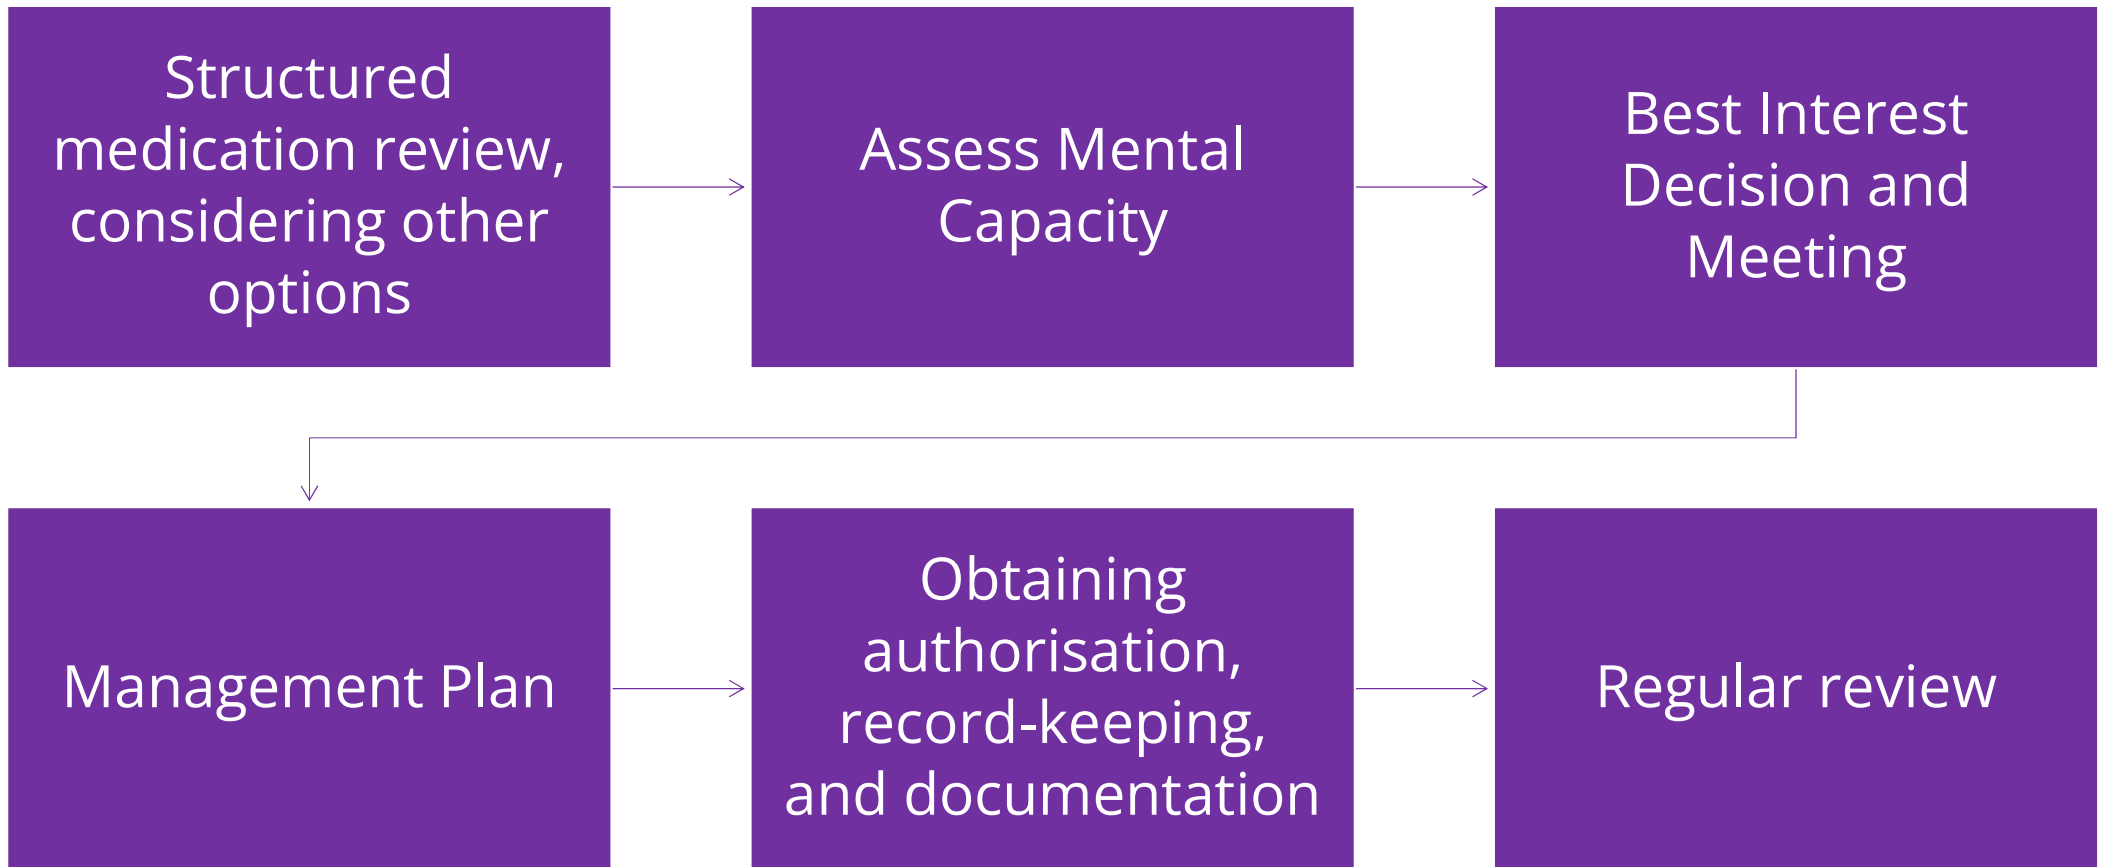 Structured
medication review,
considering other
options
Assess Mental
Capacity
Best Interest
Decision and
Meeting
Management Plan
Obtaining
authorisation,
record-keeping,
and documentation
Regular review